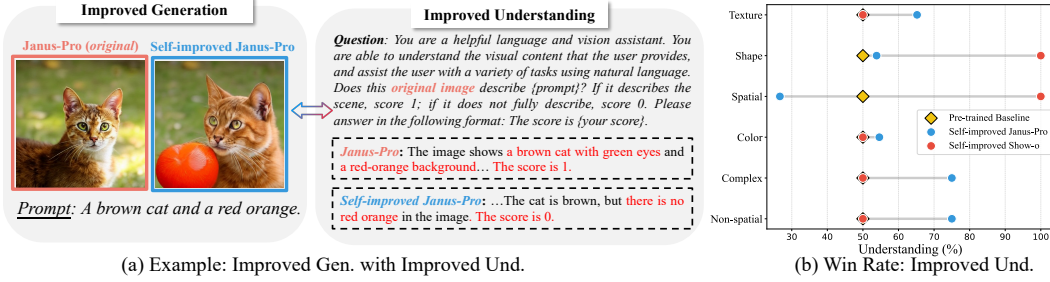 Improved Generation
Janus-Pro (original) Self-improved Janus-Pro
Prompt: A brown cat and a red orange.
Improved Understanding
Question: You are a helpful language and vision assistant. You
are able to understand the visual content that the user provides,
and assist the user with a variety of tasks using natural language.
Does this original image describe {prompt}? If it describes the
scene, score 1; if it does not fully describe, score 0. Please
answer in the following format: The score is {your score}.
Janus-Pro: The image shows a brown cat with green eyes and
a red-orange background… The score is 1.
Self-improved Janus-Pro: …The cat is brown, but there is no
red orange in the image. The score is 0.
(a) Example: Improved Gen. with Improved Und.
Texture
Shape
Spatial
Color
Complex
Non-spatial
Pre-trained Baseline
Self-improved Janus-Pro
Self-improved Show-o
30 40 50 60 70 80 90 100
Understanding (%)
(b) Win Rate: Improved Und.